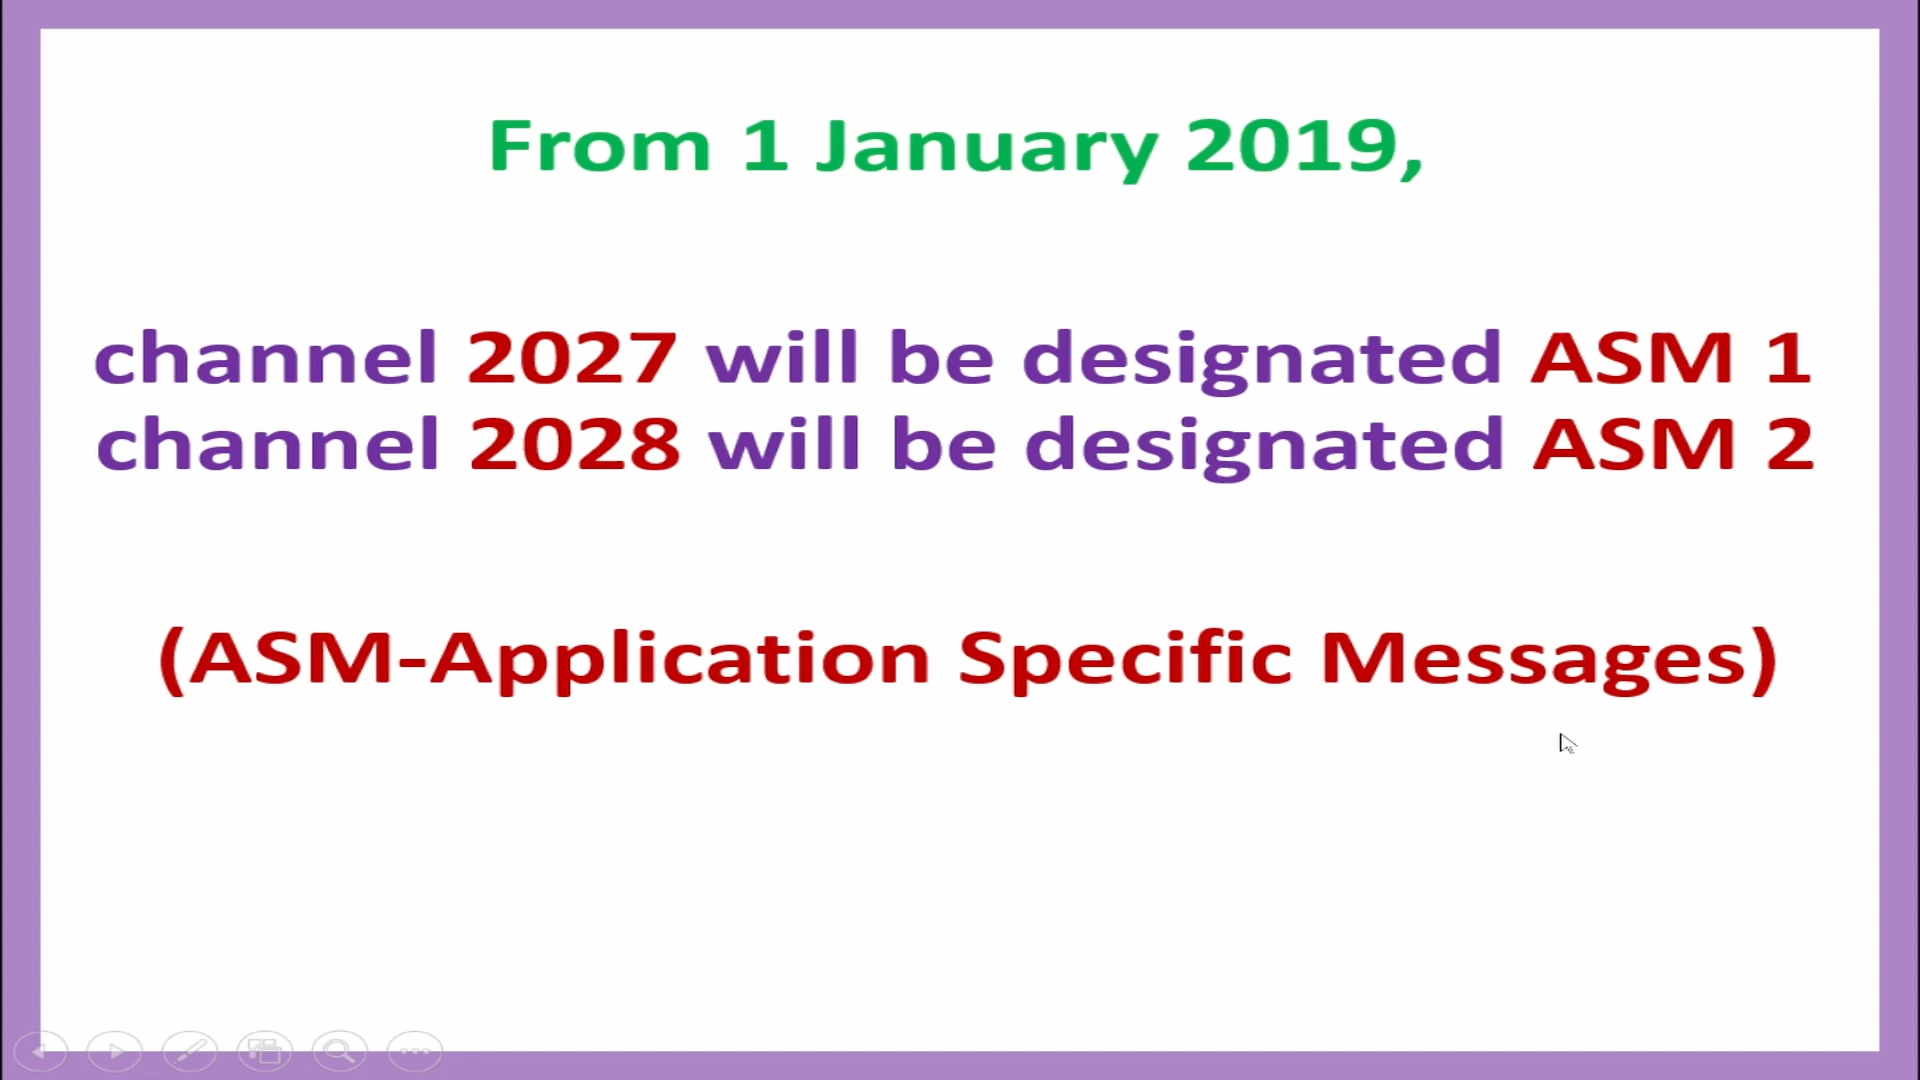 From 1 January 2019,
channel 2027 will be designated ASM 1
channel 2028 will be designated ASM 2
(ASM-Application Specific Messages)